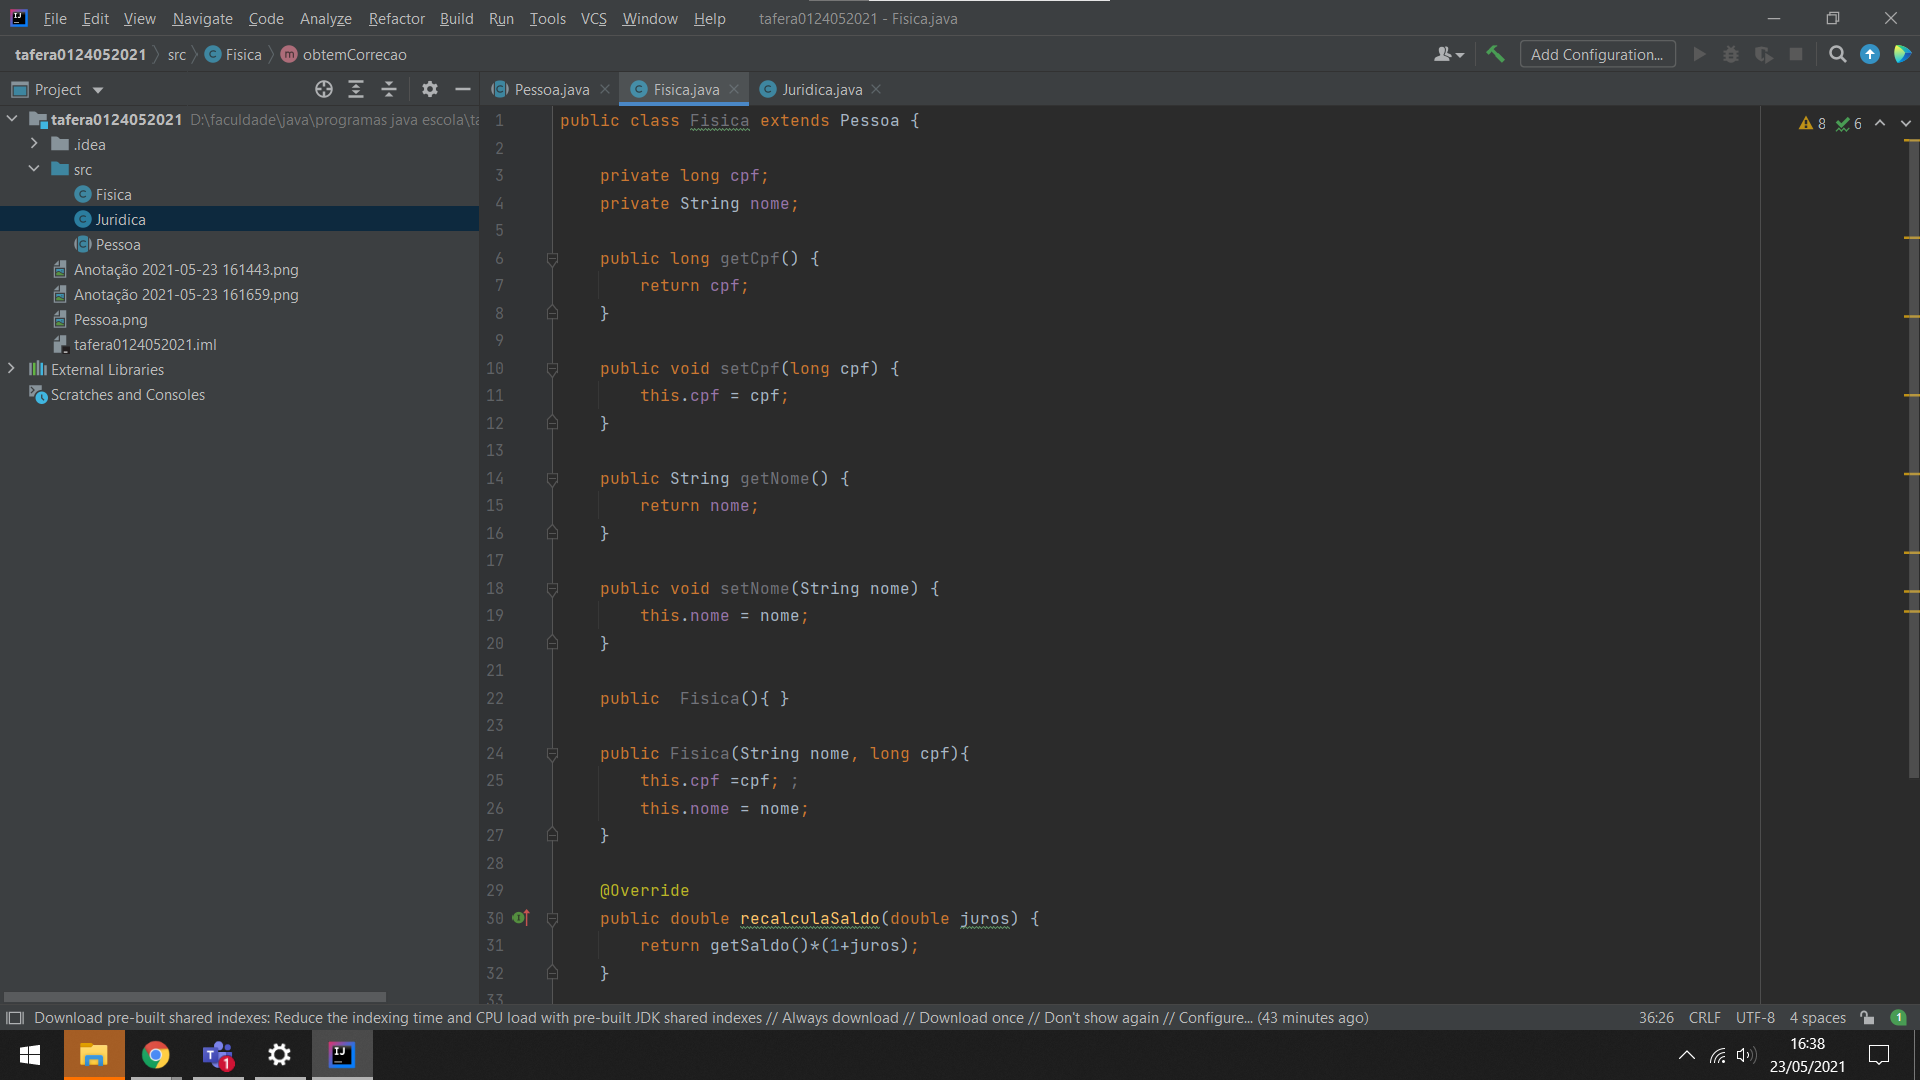 File Edit View Navigate Code Analyze Refactor Build Run Tools VCS Window Help tafera0124052021 - Fisica.java
tafera0124052021 src Fisica obtemCorrecao Add Configuration...
Project
Pessoa.java Fisica.java Juridica.java
tafera0124052021 D:\faculdade\java\programas java escola\ta
.idea
src
Fisica
Juridica
Pessoa
Anotação 2021-05-23 161443.png
Anotação 2021-05-23 161659.png
Pessoa.png
tafera0124052021.iml
External Libraries
Scratches and Consoles
8 6
1 public class Fisica extends Pessoa {
2
3 private long cpf;
4 private String nome;
5
6 public long getCpf() {
7 return cpf;
8 }
9
10 public void setCpf(long cpf) {
11 this.cpf = cpf;
12 }
13
14 public String getNome() {
15 return nome;
16 }
17
18 public void setNome(String nome) {
19 this.nome = nome;
20 }
21
22 public  Fisica(){ }
23
24 public Fisica(String nome, long cpf){
25 this.cpf =cpf; ;
26 this.nome = nome;
27 }
28
29 @Override
30 public double recalculaSaldo(double juros) {
31 return getSaldo()*(1+juros);
32 }
33
Download pre-built shared indexes: Reduce the indexing time and CPU load with pre-built JDK shared indexes // Always download // Download once // Don't show again // Configure... (43 minutes ago) 36:26 CRLF UTF-8 4 spaces 1
1
16:38
23/05/2021